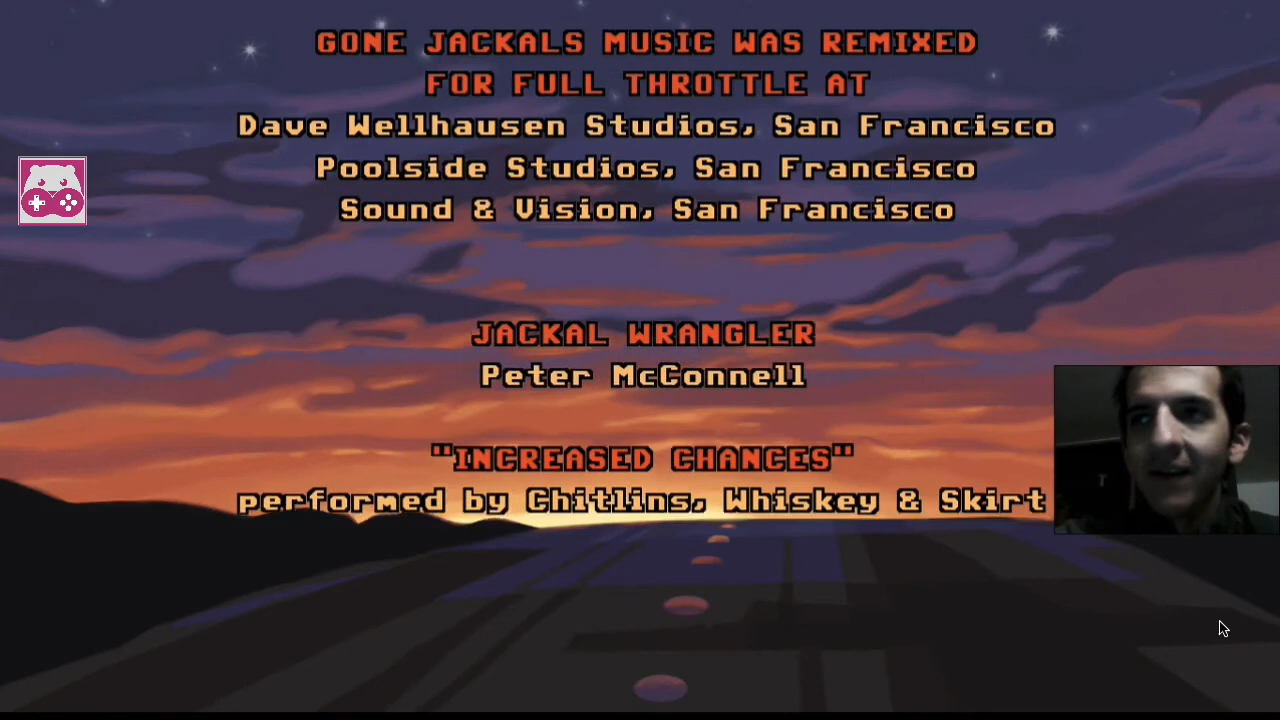 GONE JACKALS MUSIC WAS REMIXED
FOR FULL THROTTLE AT
Dave Wellhausen Studios, San Francisco
Poolside Studios, San Francisco
Sound & Vision, San Francisco
JACKAL WRANGLER
Peter McConnell
"INCREASED CHANCES"
performed by Chitlins, Whiskey & Skirt